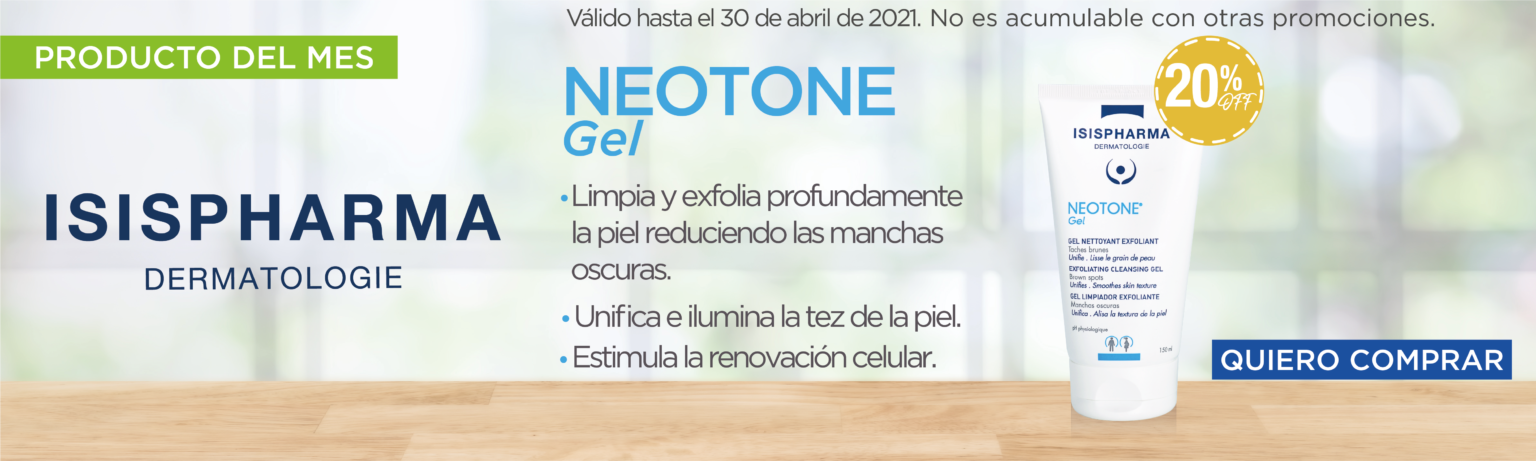 Válido hasta el 30 de abril de 2021. No es acumulable con otras promociones.
PRODUCTO DEL MES
ISISPHARMA
DERMATOLOGIE
NEOTONE
Gel
• Limpia y exfolia profundamente
la piel reduciendo las manchas
oscuras.
• Unifica e ilumina la tez de la piel.
• Estimula la renovación celular.
20%
OFF
ISISPHARMA
DERMATOLOGIE
NEOTONE®
Gel
GEL NETTOYANT EXFOLIANT
Taches brunes
Unifie . Lisse le grain de peau
EXFOLIATING CLEANSING GEL
Brown spots
Unifies . Smoothes skin texture
GEL LIMPIADOR EXFOLIANTE
Manchas oscuras
Unifica . Alisa la textura de la piel
pH physiologique
150 ml
QUIERO COMPRAR